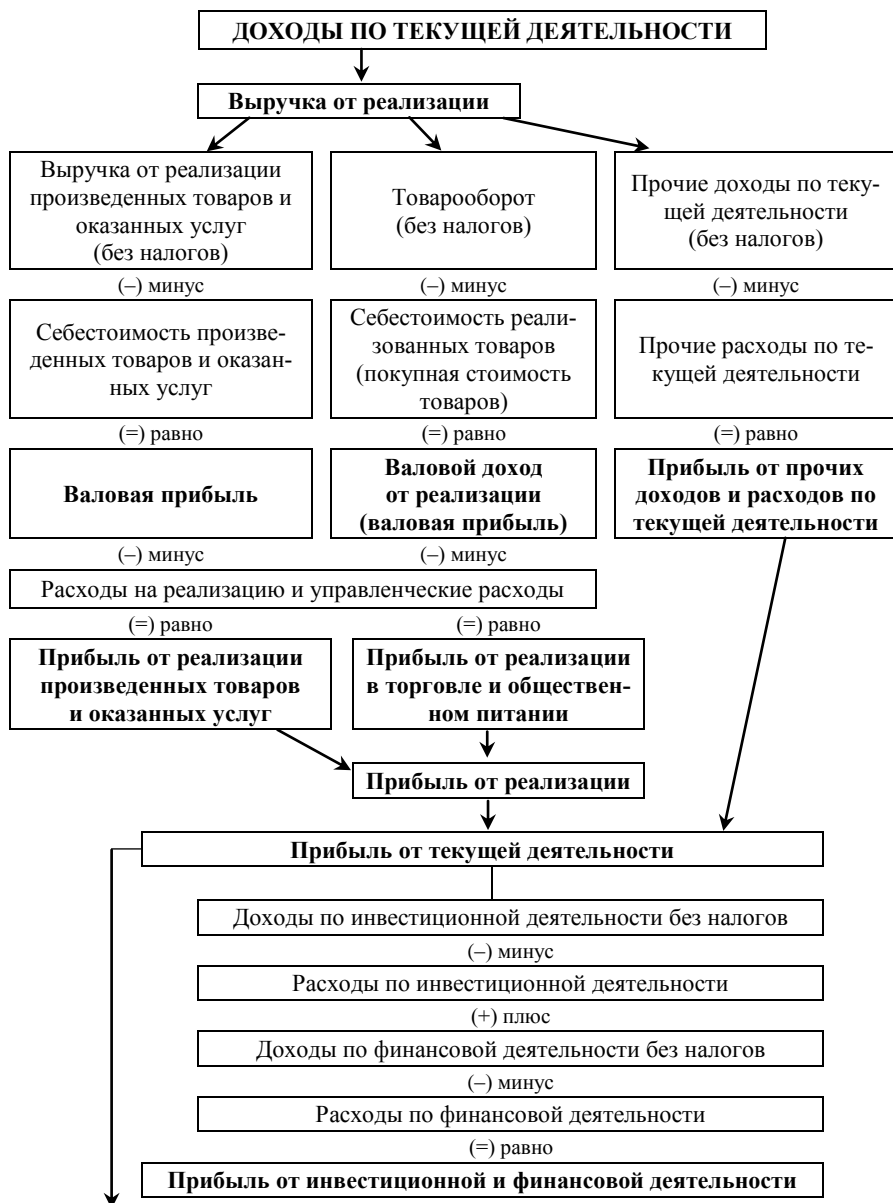 ДОХОДЫ ПО ТЕКУЩЕЙ ДЕЯТЕЛЬНОСТИ
Выручка от реализации
Выручка от реализации
произведенных товаров и
оказанных услуг
(без налогов)
Товарооборот
(без налогов)
Прочие доходы по теку-
щей деятельности
(без налогов)
(–) минус
(–) минус
(–) минус
Себестоимость произве-
денных товаров и оказан-
ных услуг
Себестоимость реали-
зованных товаров
(покупная стоимость
товаров)
Прочие расходы по те-
кущей деятельности
(=) равно
(=) равно
(=) равно
Валовая прибыль
Валовой доход
от реализации
(валовая прибыль)
Прибыль от прочих
доходов и расходов по
текущей деятельности
(–) минус
(–) минус
Расходы на реализацию и управленческие расходы
(=) равно
(=) равно
Прибыль от реализации
произведенных товаров
и оказанных услуг
Прибыль от реализации
в торговле и обществен-
ном питании
Прибыль от реализации
Прибыль от текущей деятельности
Доходы по инвестиционной деятельности без налогов
(–) минус
Расходы по инвестиционной деятельности
(+) плюс
Доходы по финансовой деятельности без налогов
(–) минус
Расходы по финансовой деятельности
(=) равно
Прибыль от инвестиционной и финансовой деятельности